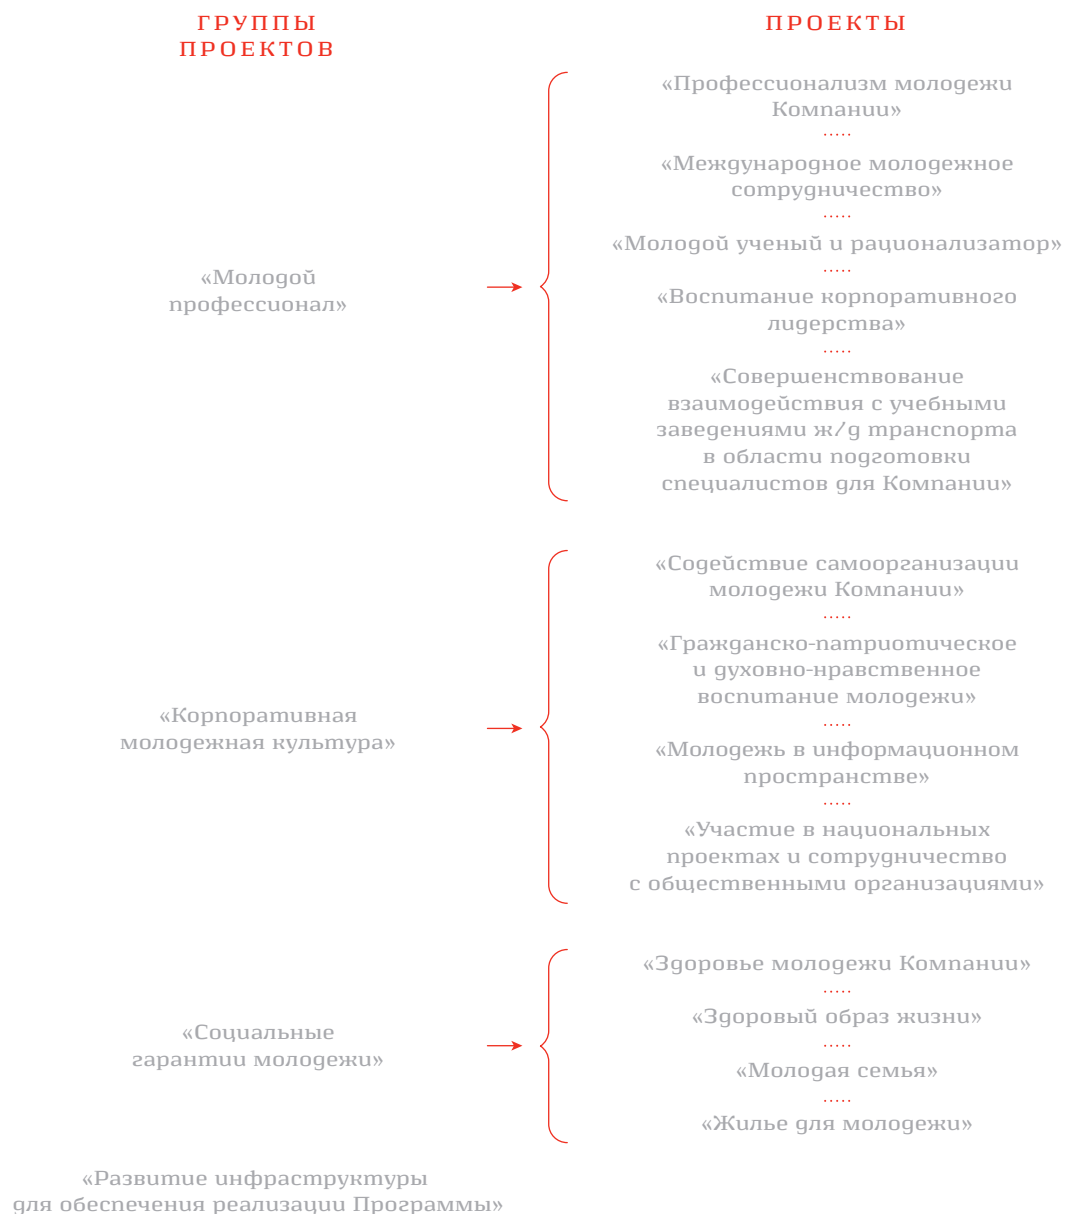 ГРУППЫ
ПРОЕКТОВ
ПРОЕКТЫ
«Молодой
профессионал»
«Профессионализм молодежи
Компании»
.....
«Международное молодежное
сотрудничество»
.....
«Молодой ученый и рационализатор»
.....
«Воспитание корпоративного
лидерства»
.....
«Совершенствование
взаимодействия с учебными
заведениями ж/д транспорта
в области подготовки
специалистов для Компании»
«Корпоративная
молодежная культура»
«Содействие самоорганизации
молодежи Компании»
.....
«Гражданско-патриотическое
и духовно-нравственное
воспитание молодежи»
.....
«Молодежь в информационном
пространстве»
.....
«Участие в национальных
проектах и сотрудничество
с общественными организациями»
«Социальные
гарантии молодежи»
«Здоровье молодежи Компании»
.....
«Здоровый образ жизни»
.....
«Молодая семья»
.....
«Жилье для молодежи»
«Развитие инфраструктуры
для обеспечения реализации Программы»